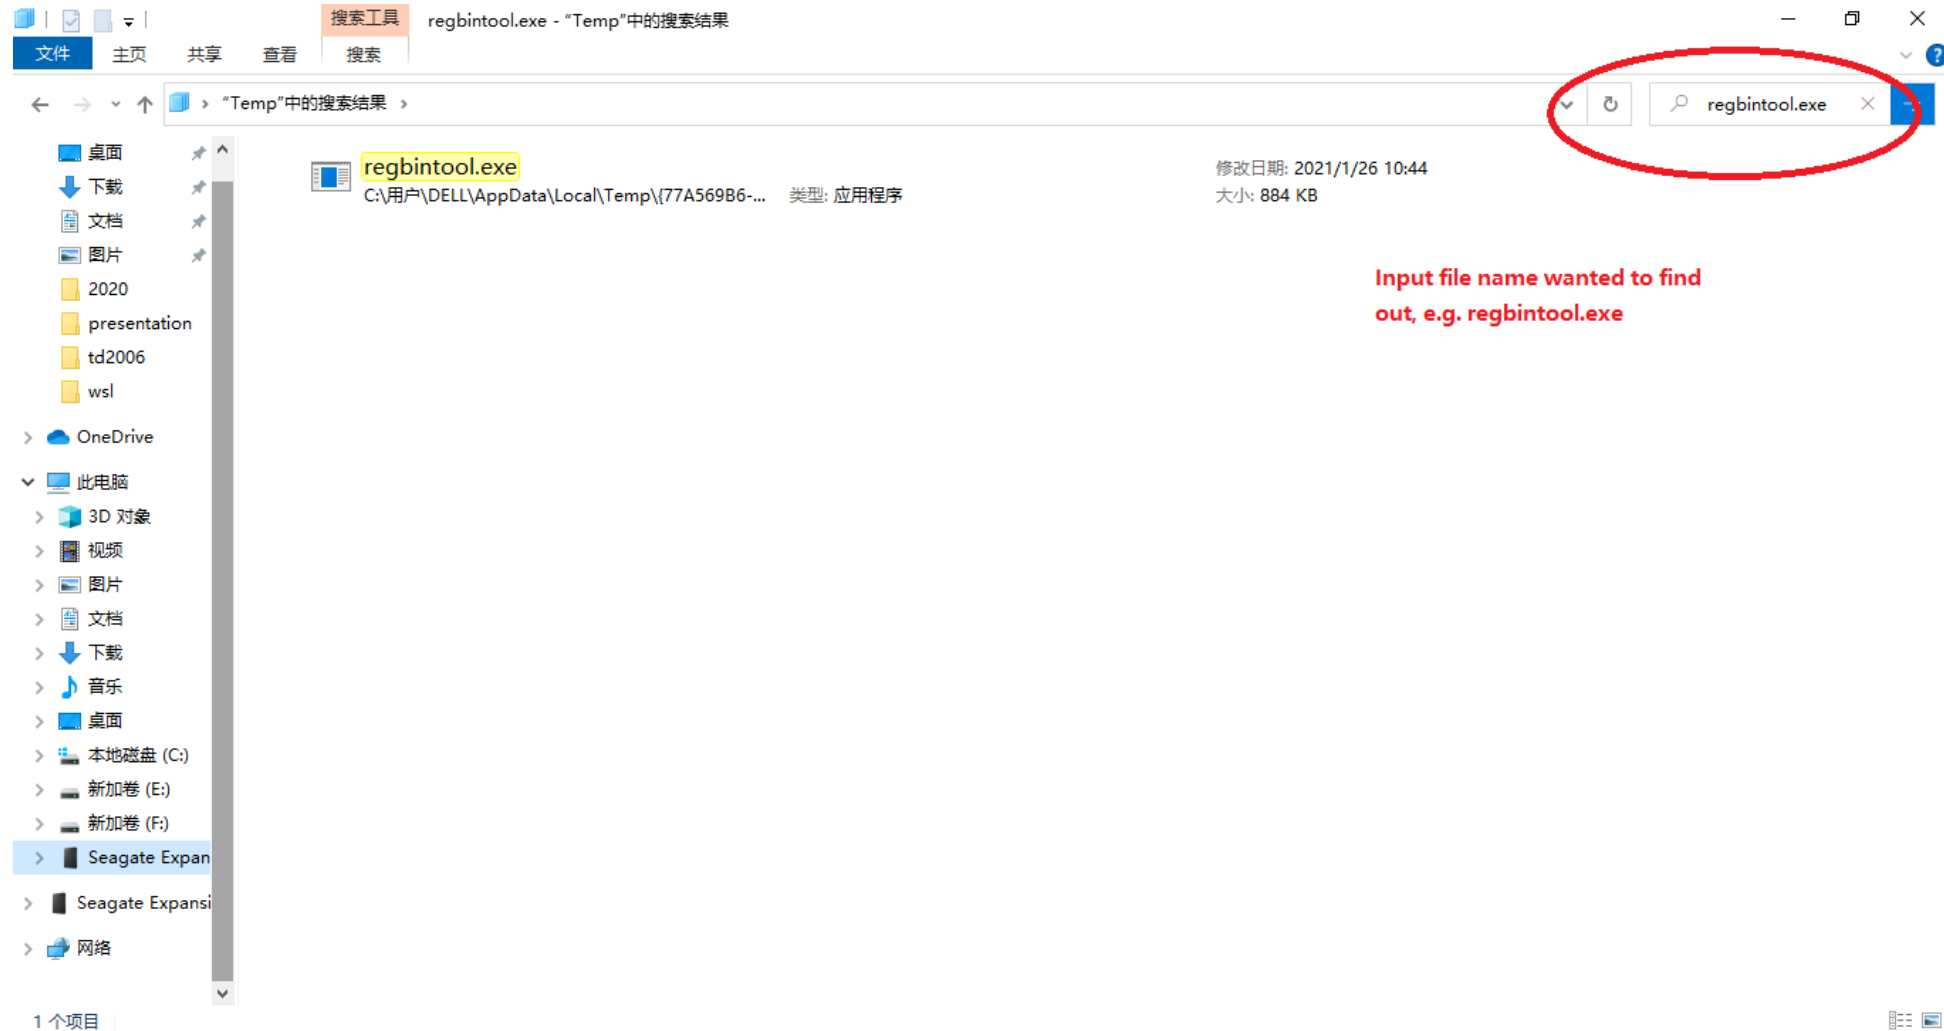 搜索工具
regbintool.exe - “Temp”中的搜索结果
文件 主页 共享 查看 搜索
“Temp”中的搜索结果
regbintool.exe
桌面
下载
文档
图片
2020
presentation
td2006
wsl
OneDrive
此电脑
3D 对象
视频
图片
文档
下载
音乐
桌面
本地磁盘 (C:)
新加卷 (E:)
新加卷 (F:)
Seagate Expan
Seagate Expansi
网络
regbintool.exe
C:\用户\DELL\AppData\Local\Temp\{77A569B6-...
类型: 应用程序
修改日期: 2021/1/26 10:44
大小: 884 KB
Input file name wanted to find
out, e.g. regbintool.exe
1 个项目